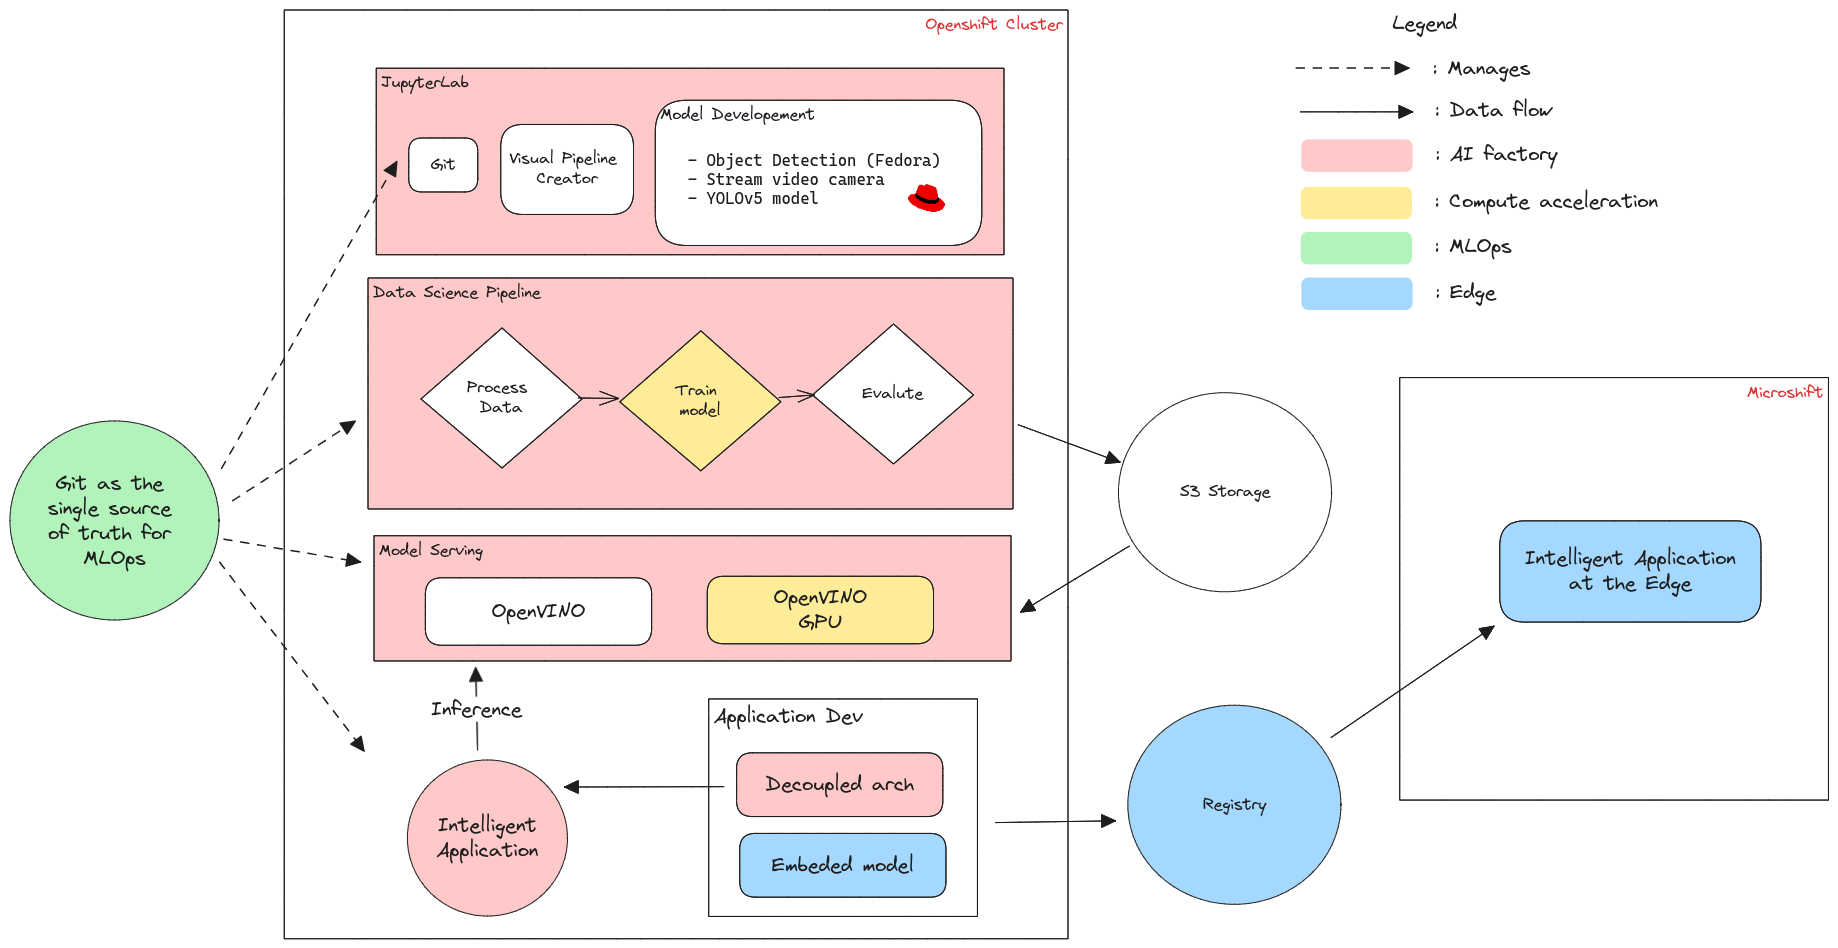 Openshift Cluster
JupyterLab
Git
Visual Pipeline
Creator
Model Developement
- Object Detection (Fedora)
- Stream video camera
- YOLOv5 model
Data Science Pipeline
Process
Data
Train
model
Evalute
Git as the
single source
of truth for
MLOps
Model Serving
OpenVINO
OpenVINO
GPU
Inference
Intelligent
Application
Application Dev
Decoupled arch
Embeded model
S3 Storage
Registry
Legend
: Manages
: Data flow
: AI factory
: Compute acceleration
: MLOps
: Edge
Microshift
Intelligent Application
at the Edge